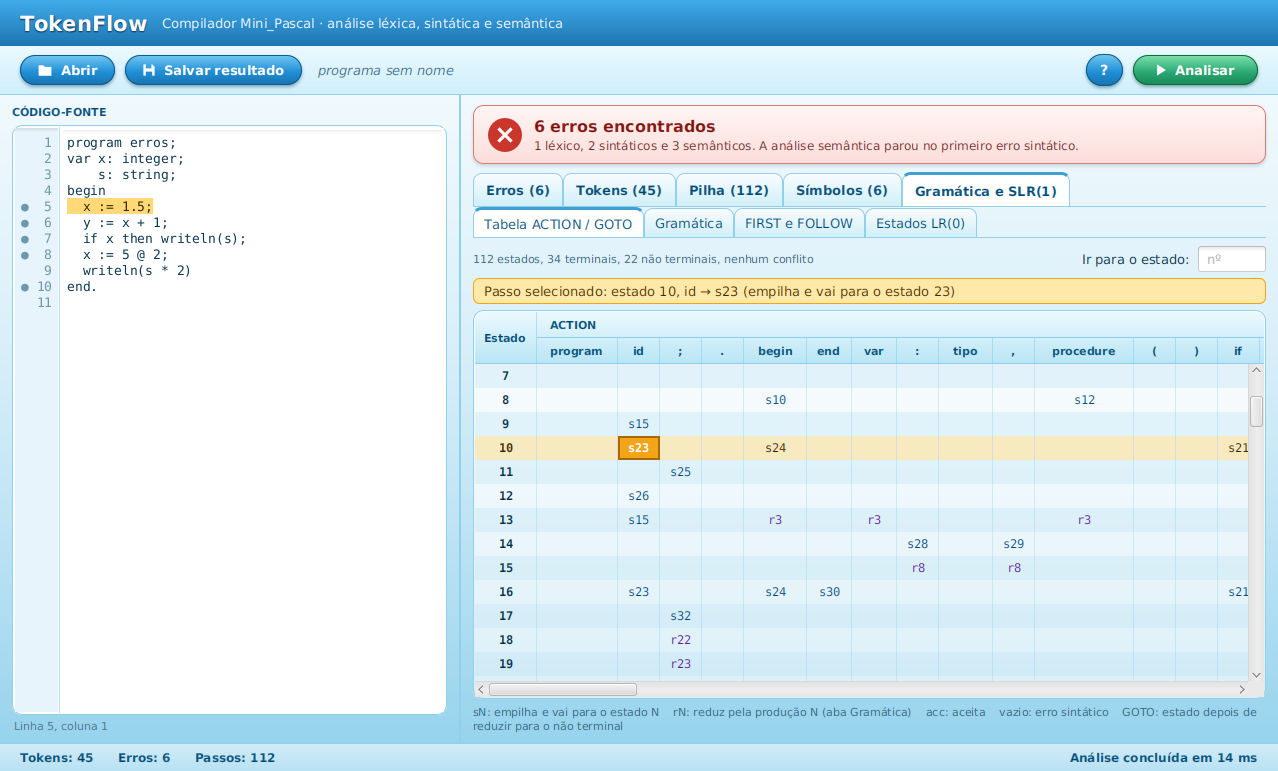 TokenFlow Compilador Mini_Pascal · análise léxica, sintática e semântica
Abrir Salvar resultado programa sem nome ? Analisar
CÓDIGO-FONTE
1 program erros;
2 var x: integer;
3 s: string;
4 begin
5 x := 1.5;
6 y := x + 1;
7 if x then writeln(s);
8 x := 5 @ 2;
9 writeln(s * 2)
10 end.
11
Linha 5, coluna 1
6 erros encontrados
1 léxico, 2 sintáticos e 3 semânticos. A análise semântica parou no primeiro erro sintático.
Erros (6) Tokens (45) Pilha (112) Símbolos (6) Gramática e SLR(1)
Tabela ACTION / GOTO Gramática FIRST e FOLLOW Estados LR(0)
112 estados, 34 terminais, 22 não terminais, nenhum conflito Ir para o estado: nº
Passo selecionado: estado 10, id → s23 (empilha e vai para o estado 23)
Estado ACTION
program id ; . begin end var : tipo , procedure ( ) if
7
8 s10 s12
9 s15
10 s23 s24 s21
11 s25
12 s26
13 s15 r3 r3 r3
14 s28 s29
15 r8 r8
16 s23 s24 s30 s21
17 s32
18 r22
19 r23
sN: empilha e vai para o estado N rN: reduz pela produção N (aba Gramática) acc: aceita vazio: erro sintático GOTO: estado depois de
reduzir para o não terminal
Tokens: 45 Erros: 6 Passos: 112 Análise concluída em 14 ms